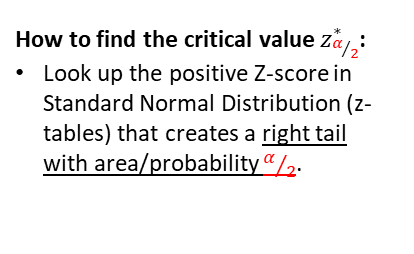 How to find the critical value z*α/2:
• Look up the positive Z-score in
Standard Normal Distribution (z-
tables) that creates a right tail
with area/probability α/2.